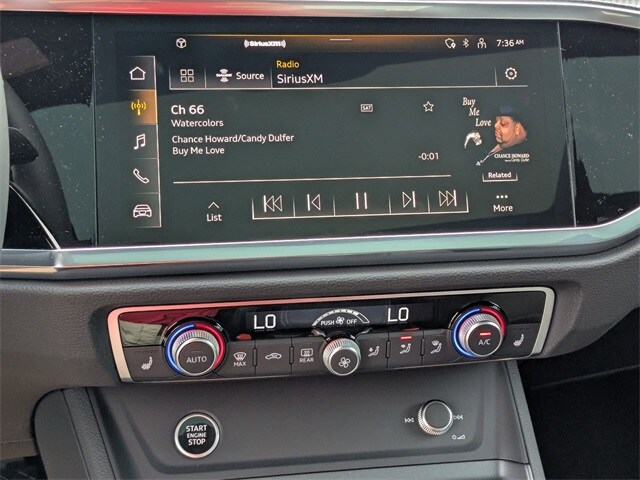 SiriusXM
7:36 AM
Source
Radio
SiriusXM
Ch 66
SAT
Watercolors
Chance Howard/Candy Dulfer
Buy Me Love
-0:01
Buy
Me
Love
CHANCE HOWARD
Related
List
More
LO
PUSH OFF
LO
AUTO
MAX
REAR
A/C
START
ENGINE
STOP